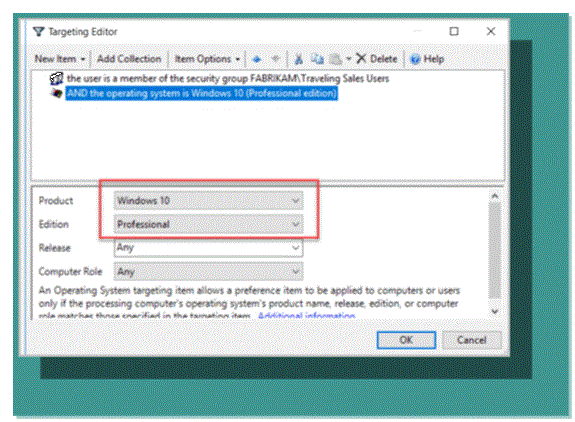 Targeting Editor
New Item Add Collection Item Options Delete Help
the user is a member of the security group FABRIKAM\Traveling Sales Users
AND the operating system is Windows 10 (Professional edition)
Product Windows 10
Edition Professional
Release Any
Computer Role Any
An Operating System targeting item allows a preference item to be applied to computers or users
only if the processing computer's operating system's product name, release, edition, or computer
role matches those specified in the targeting item. Additional information
OK Cancel